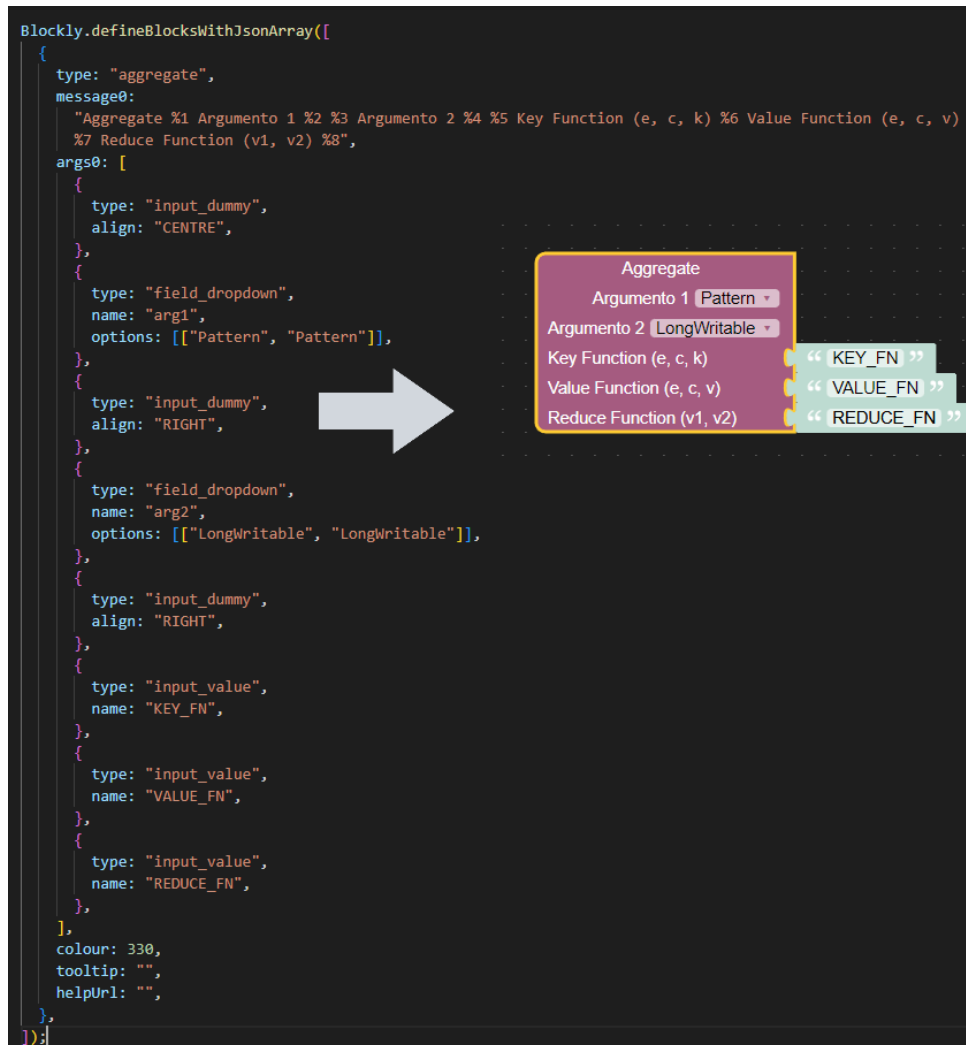 Blockly.defineBlocksWithJsonArray([
{
type: "aggregate",
message0:
"Aggregate %1 Argumento 1 %2 %3 Argumento 2 %4 %5 Key Function (e, c, k) %6 Value Function (e, c, v)
%7 Reduce Function (v1, v2) %8",
args0: [
{
type: "input_dummy",
align: "CENTRE",
},
{
type: "field_dropdown",
name: "arg1",
options: [["Pattern", "Pattern"]],
},
{
type: "input_dummy",
align: "RIGHT",
},
{
type: "field_dropdown",
name: "arg2",
options: [["LongWritable", "LongWritable"]],
},
{
type: "input_dummy",
align: "RIGHT",
},
{
type: "input_value",
name: "KEY_FN",
},
{
type: "input_value",
name: "VALUE_FN",
},
{
type: "input_value",
name: "REDUCE_FN",
},
],
colour: 330,
tooltip: "",
helpUrl: "",
},
]);
Aggregate
Argumento 1 Pattern
Argumento 2 LongWritable
Key Function (e, c, k) “ KEY_FN ”
Value Function (e, c, v) “ VALUE_FN ”
Reduce Function (v1, v2) “ REDUCE_FN ”